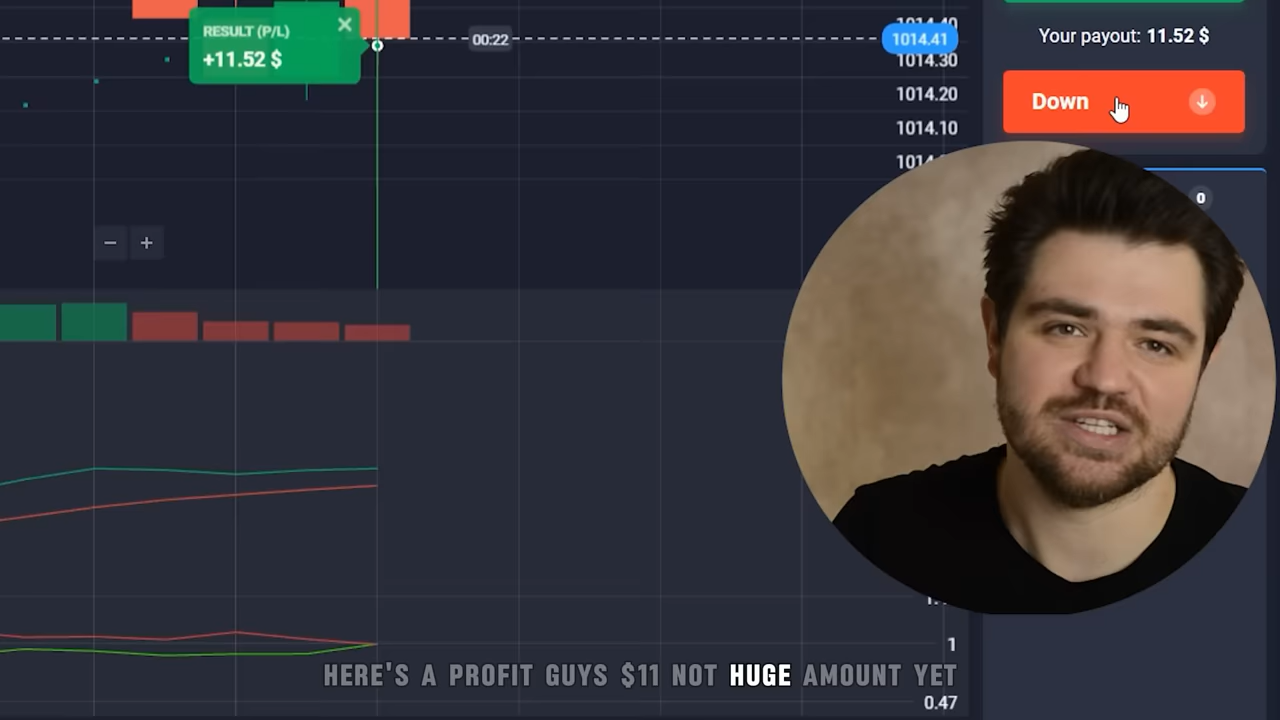 1014.40
RESULT (P/L)
+11.52 $
00:22
1014.41
1014.30
1014.20
1014.10
Your payout: 11.52 $
Down
0
1
0.47
HERE'S A PROFIT GUYS $11 NOT HUGE AMOUNT YET